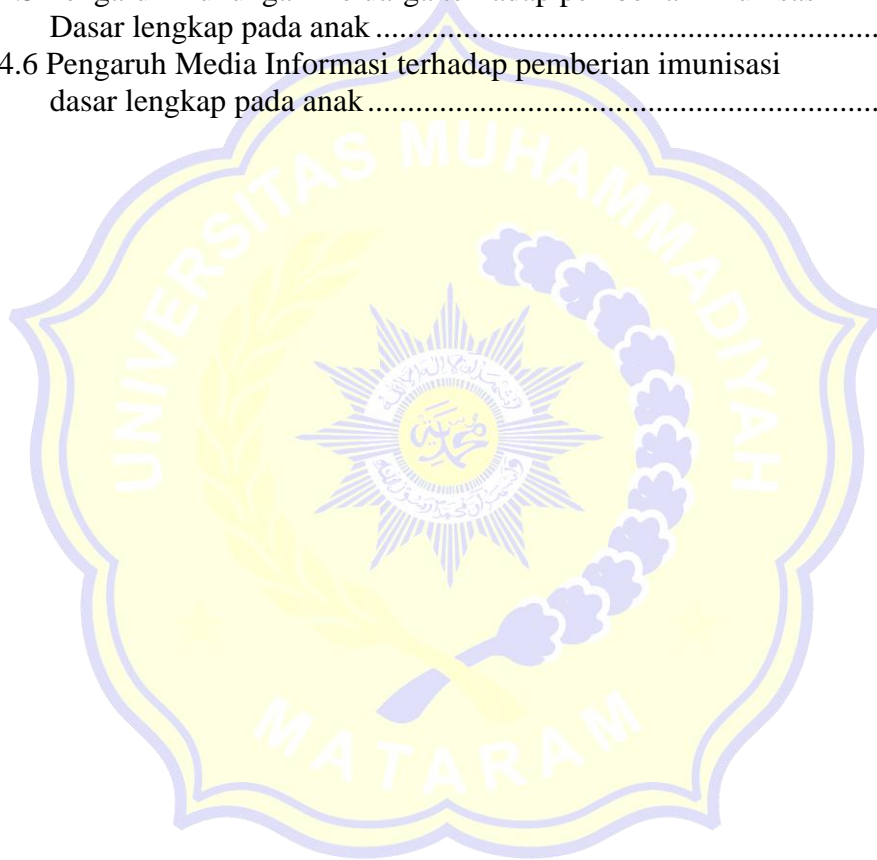 Dasar lengkap pada anak ..............................................................
4.6 Pengaruh Media Informasi terhadap pemberian imunisasi
dasar lengkap pada anak ...............................................................
UNIVERSITAS MUHAMMADIYAH
MATARAM